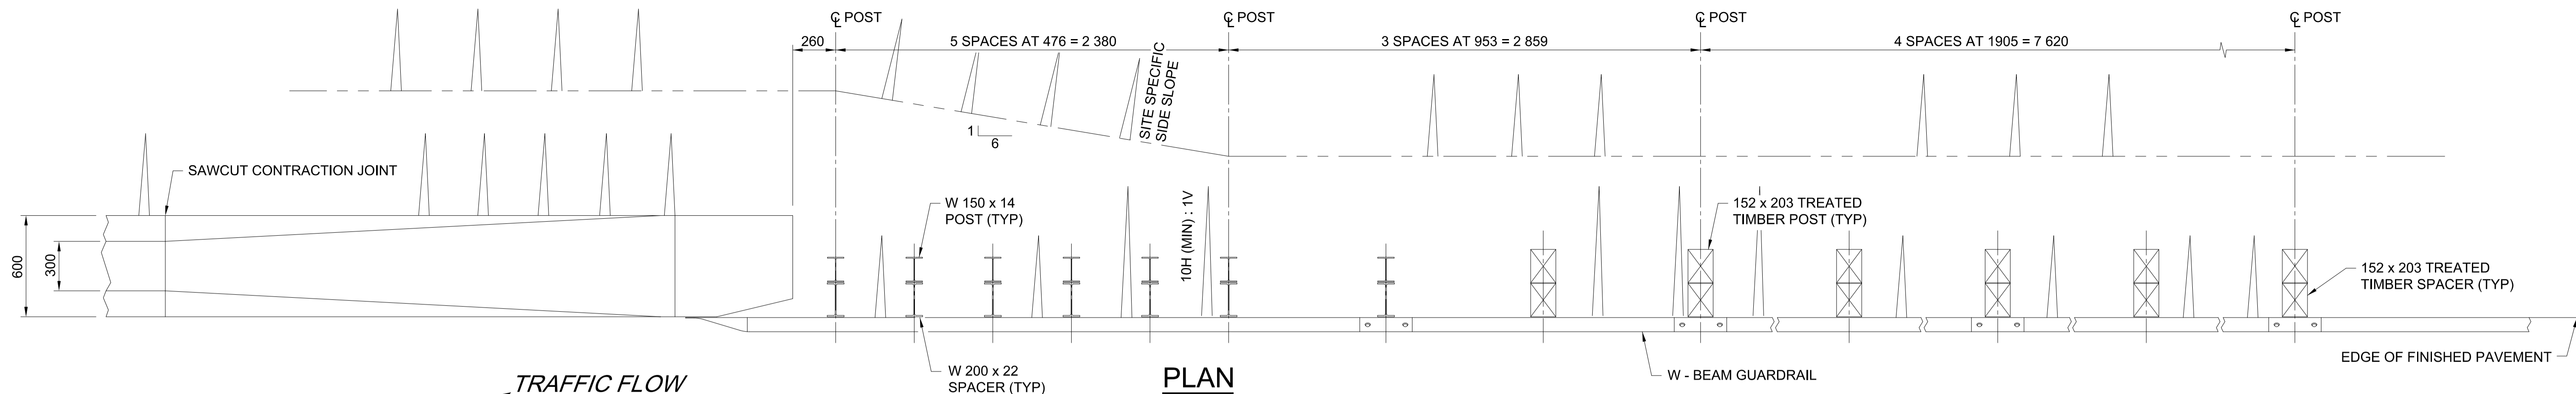 ℄ POST
℄ POST
℄ POST
℄ POST
260
5 SPACES AT 476 = 2 380
3 SPACES AT 953 = 2 859
4 SPACES AT 1905 = 7 620
SITE SPECIFIC
SIDE SLOPE
1
6
SAWCUT CONTRACTION JOINT
W 150 x 14
POST (TYP)
10H (MIN) : 1V
152 x 203 TREATED
TIMBER POST (TYP)
600
300
152 x 203 TREATED
TIMBER SPACER (TYP)
EDGE OF FINISHED PAVEMENT
W 200 x 22
SPACER (TYP)
W - BEAM GUARDRAIL
TRAFFIC FLOW
PLAN